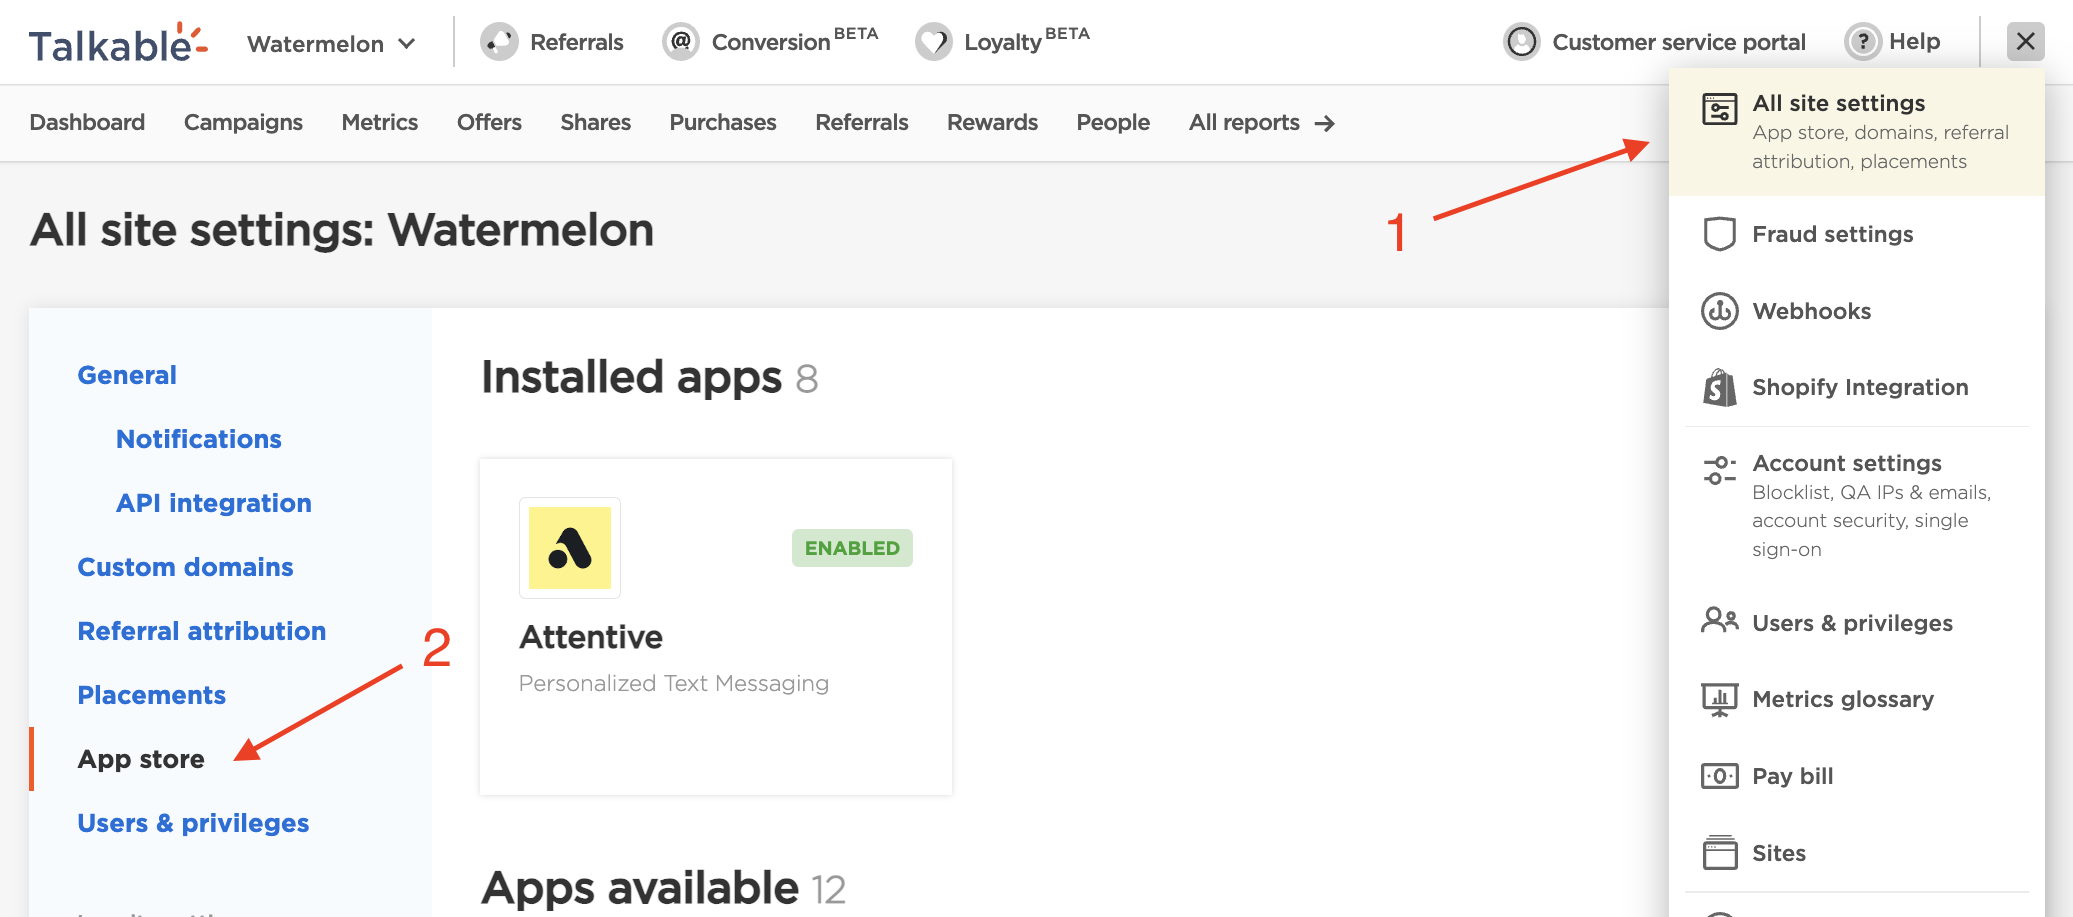 Talkable
Watermelon
Referrals
Conversion BETA
Loyalty BETA
Customer service portal
? Help
Dashboard Campaigns Metrics Offers Shares Purchases Referrals Rewards People All reports →
All site settings
App store, domains, referral
attribution, placements
1
All site settings: Watermelon
Fraud settings
Webhooks
Shopify Integration
Account settings
Blocklist, QA IPs & emails,
account security, single
sign-on
Users & privileges
Metrics glossary
Pay bill
Sites
General
Notifications
API integration
Custom domains
Referral attribution
2
Placements
App store
Users & privileges
Installed apps 8
ENABLED
Attentive
Personalized Text Messaging
Apps available 12